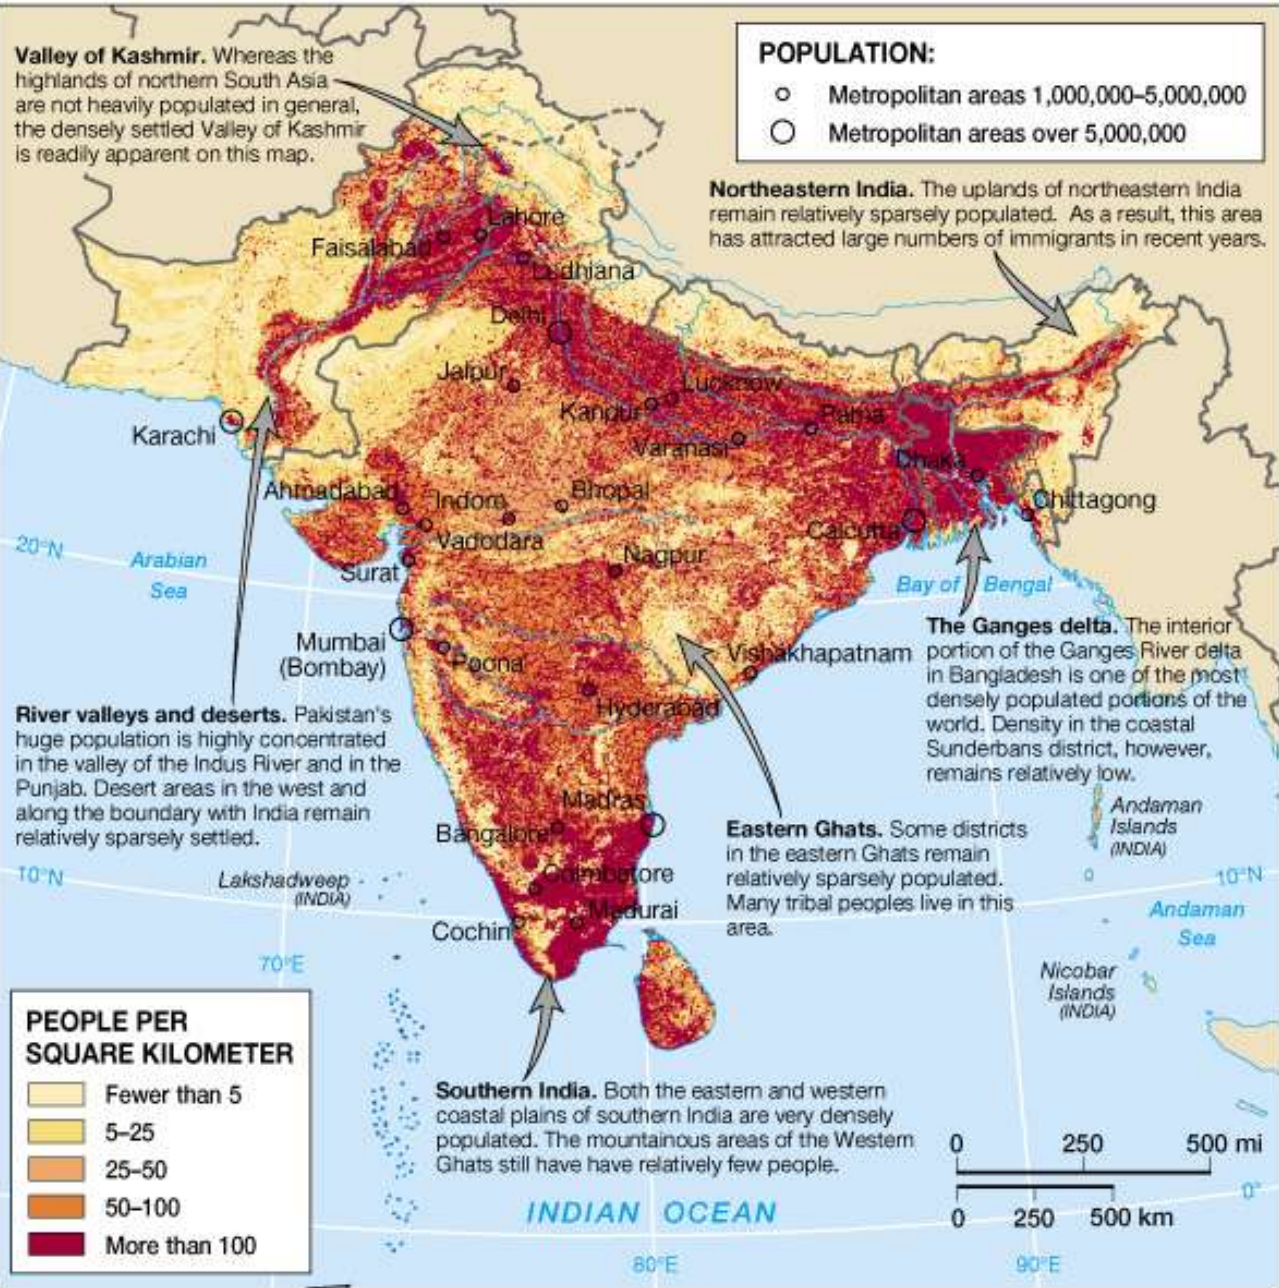 Valley of Kashmir. Whereas the
highlands of northern South Asia
are not heavily populated in general,
the densely settled Valley of Kashmir
is readily apparent on this map.
POPULATION:
Metropolitan areas 1,000,000–5,000,000
Metropolitan areas over 5,000,000
Northeastern India. The uplands of northeastern India
remain relatively sparsely populated. As a result, this area
has attracted large numbers of immigrants in recent years.
Lahore
Faisalabad
Ludhiana
Delhi
Jaipur
Lucknow
Kanpur
Patna
Karachi
Varanasi
Dhaka
Ahmadabad
Indore
Bhopal
Chittagong
Calcutta
Vadodara
20°N
Arabian
Sea
Nagpur
Surat
Bay of Bengal
Mumbai
(Bombay)
Poona
Vishakhapatnam
The Ganges delta. The interior
portion of the Ganges River delta
in Bangladesh is one of the most
densely populated portions of the
world. Density in the coastal
Sunderbans district, however,
remains relatively low.
Hyderabad
River valleys and deserts. Pakistan's
huge population is highly concentrated
in the valley of the Indus River and in the
Punjab. Desert areas in the west and
along the boundary with India remain
relatively sparsely settled.
Madras
Bangalore
Andaman
Islands
(INDIA)
Eastern Ghats. Some districts
in the eastern Ghats remain
relatively sparsely populated.
Many tribal peoples live in this
area.
10°N
Lakshadweep
(INDIA)
Coimbatore
10°N
Madurai
Cochin
Andaman
Sea
70°E
Nicobar
Islands
(INDIA)
PEOPLE PER
SQUARE KILOMETER
Fewer than 5
5–25
25–50
50–100
More than 100
Southern India. Both the eastern and western
coastal plains of southern India are very densely
populated. The mountainous areas of the Western
Ghats still have have relatively few people.
0 250 500 mi
0 250 500 km
0°
INDIAN OCEAN
80°E
90°E